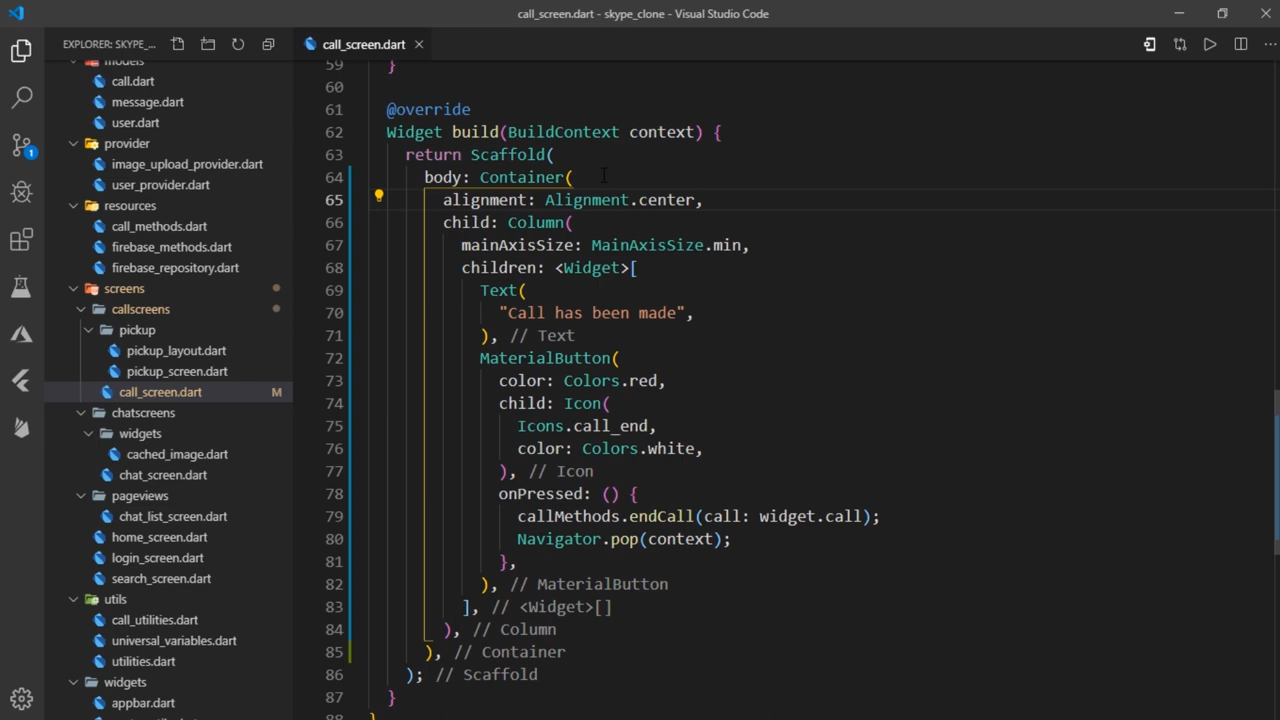 call_screen.dart - skype_clone - Visual Studio Code
EXPLORER: SKYPE_...
call_screen.dart
models
call.dart
message.dart
user.dart
provider
image_upload_provider.dart
user_provider.dart
resources
call_methods.dart
firebase_methods.dart
firebase_repository.dart
screens
callscreens
pickup
pickup_layout.dart
pickup_screen.dart
call_screen.dart M
chatscreens
widgets
cached_image.dart
chat_screen.dart
pageviews
chat_list_screen.dart
home_screen.dart
login_screen.dart
search_screen.dart
utils
call_utilities.dart
universal_variables.dart
utilities.dart
widgets
appbar.dart
1
59 }
60
61 @override
62 Widget build(BuildContext context) {
63 return Scaffold(
64 body: Container(
65 alignment: Alignment.center,
66 child: Column(
67 mainAxisSize: MainAxisSize.min,
68 children: <Widget>[
69 Text(
70 "Call has been made",
71 ), // Text
72 MaterialButton(
73 color: Colors.red,
74 child: Icon(
75 Icons.call_end,
76 color: Colors.white,
77 ), // Icon
78 onPressed: () {
79 callMethods.endCall(call: widget.call);
80 Navigator.pop(context);
81 },
82 ), // MaterialButton
83 ], // <Widget>[]
84 ), // Column
85 ), // Container
86 ); // Scaffold
87 }
88 }